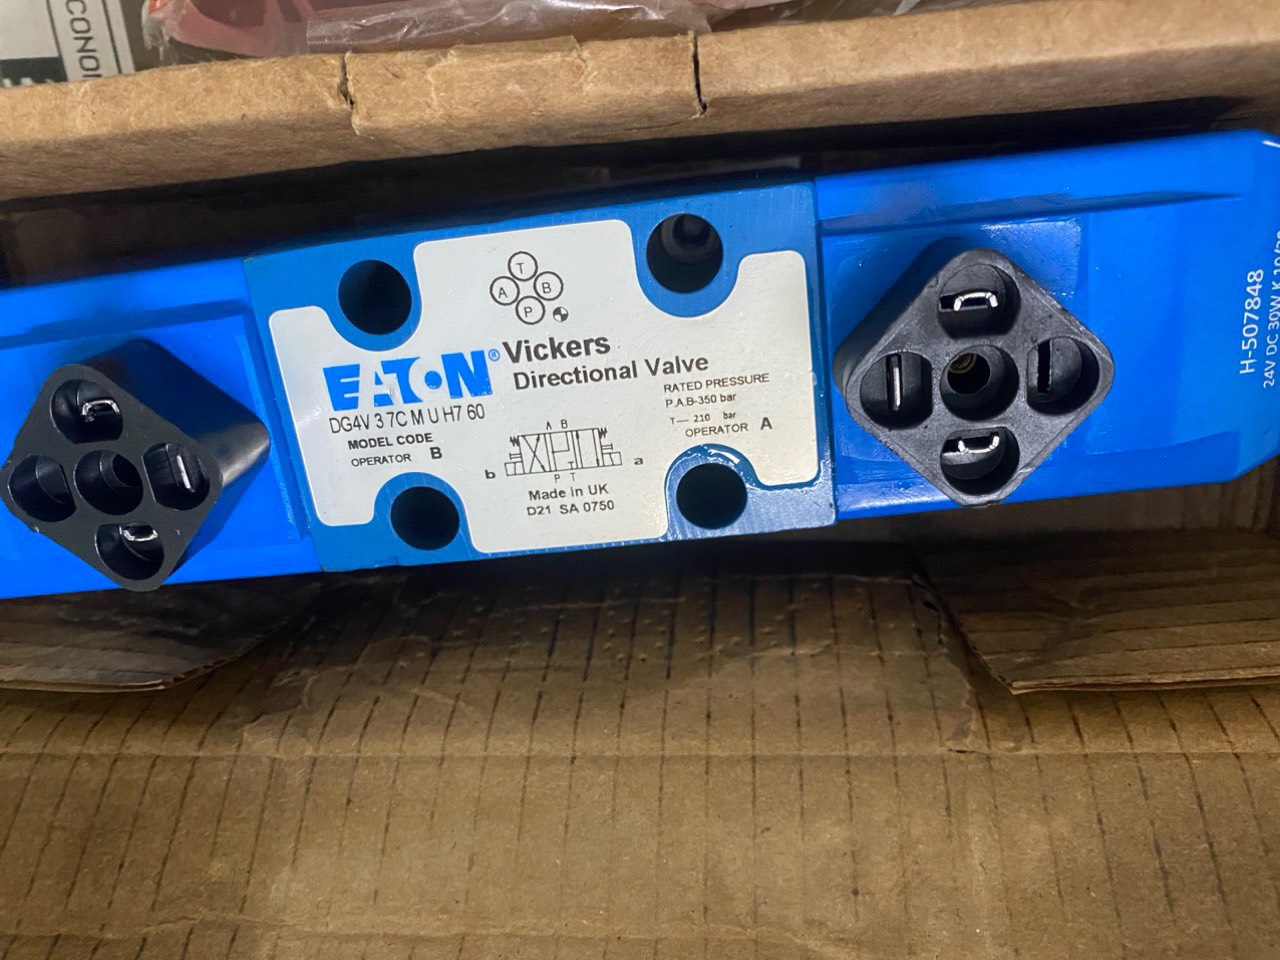 ECONO
T
A B
P
EATON® Vickers
Directional Valve
DG4V 3 7C M U H7 60
MODEL CODE
OPERATOR B
RATED PRESSURE
P.A.B-350 bar
T— 210 bar
OPERATOR A
A B
b a
P T
Made in UK
D21 SA 0750
H-507848
24V DC 30W K